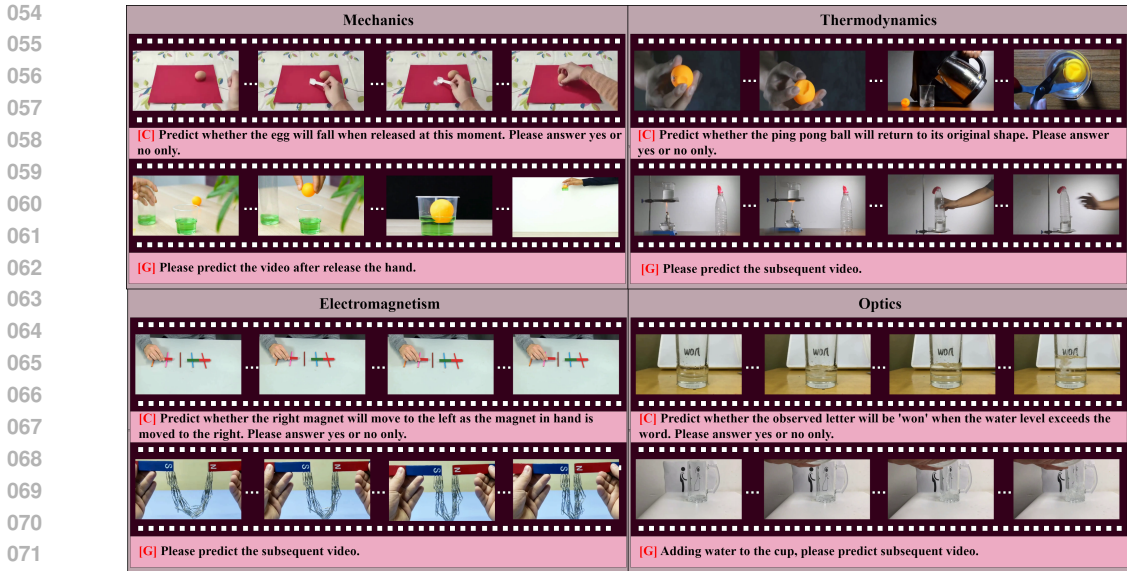 054
055
056
057
058
059
060
061
062
063
064
065
066
067
068
069
070
071
Mechanics
[C] Predict whether the egg will fall when released at this moment. Please answer yes or
no only.
[G] Please predict the video after release the hand.
Thermodynamics
[C] Predict whether the ping pong ball will return to its original shape. Please answer
yes or no only.
[G] Please predict the subsequent video.
Electromagnetism
[C] Predict whether the right magnet will move to the left as the magnet in hand is
moved to the right. Please answer yes or no only.
S N
S N
S N
S N
[G] Please predict the subsequent video.
Optics
[C] Predict whether the observed letter will be 'won' when the water level exceeds the
word. Please answer yes or no only.
[G] Adding water to the cup, please predict subsequent video.